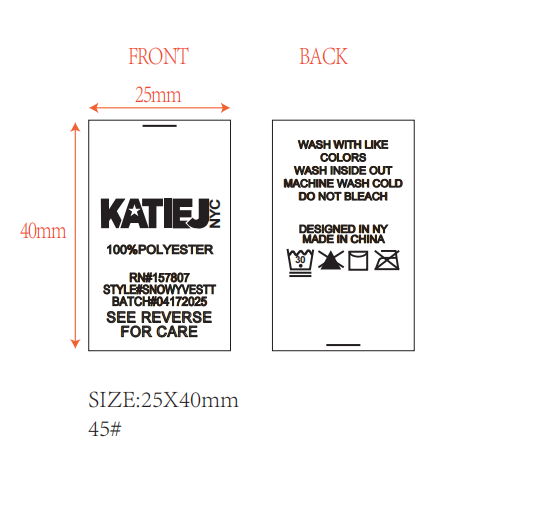 FRONT
BACK
25mm
40mm
KATIEJ NYC
100%POLYESTER
RN#157807
STYLE#SNOWYVESTT
BATCH#04172025
SEE REVERSE
FOR CARE
WASH WITH LIKE
COLORS
WASH INSIDE OUT
MACHINE WASH COLD
DO NOT BLEACH
DESIGNED IN NY
MADE IN CHINA
30
SIZE:25X40mm
45#